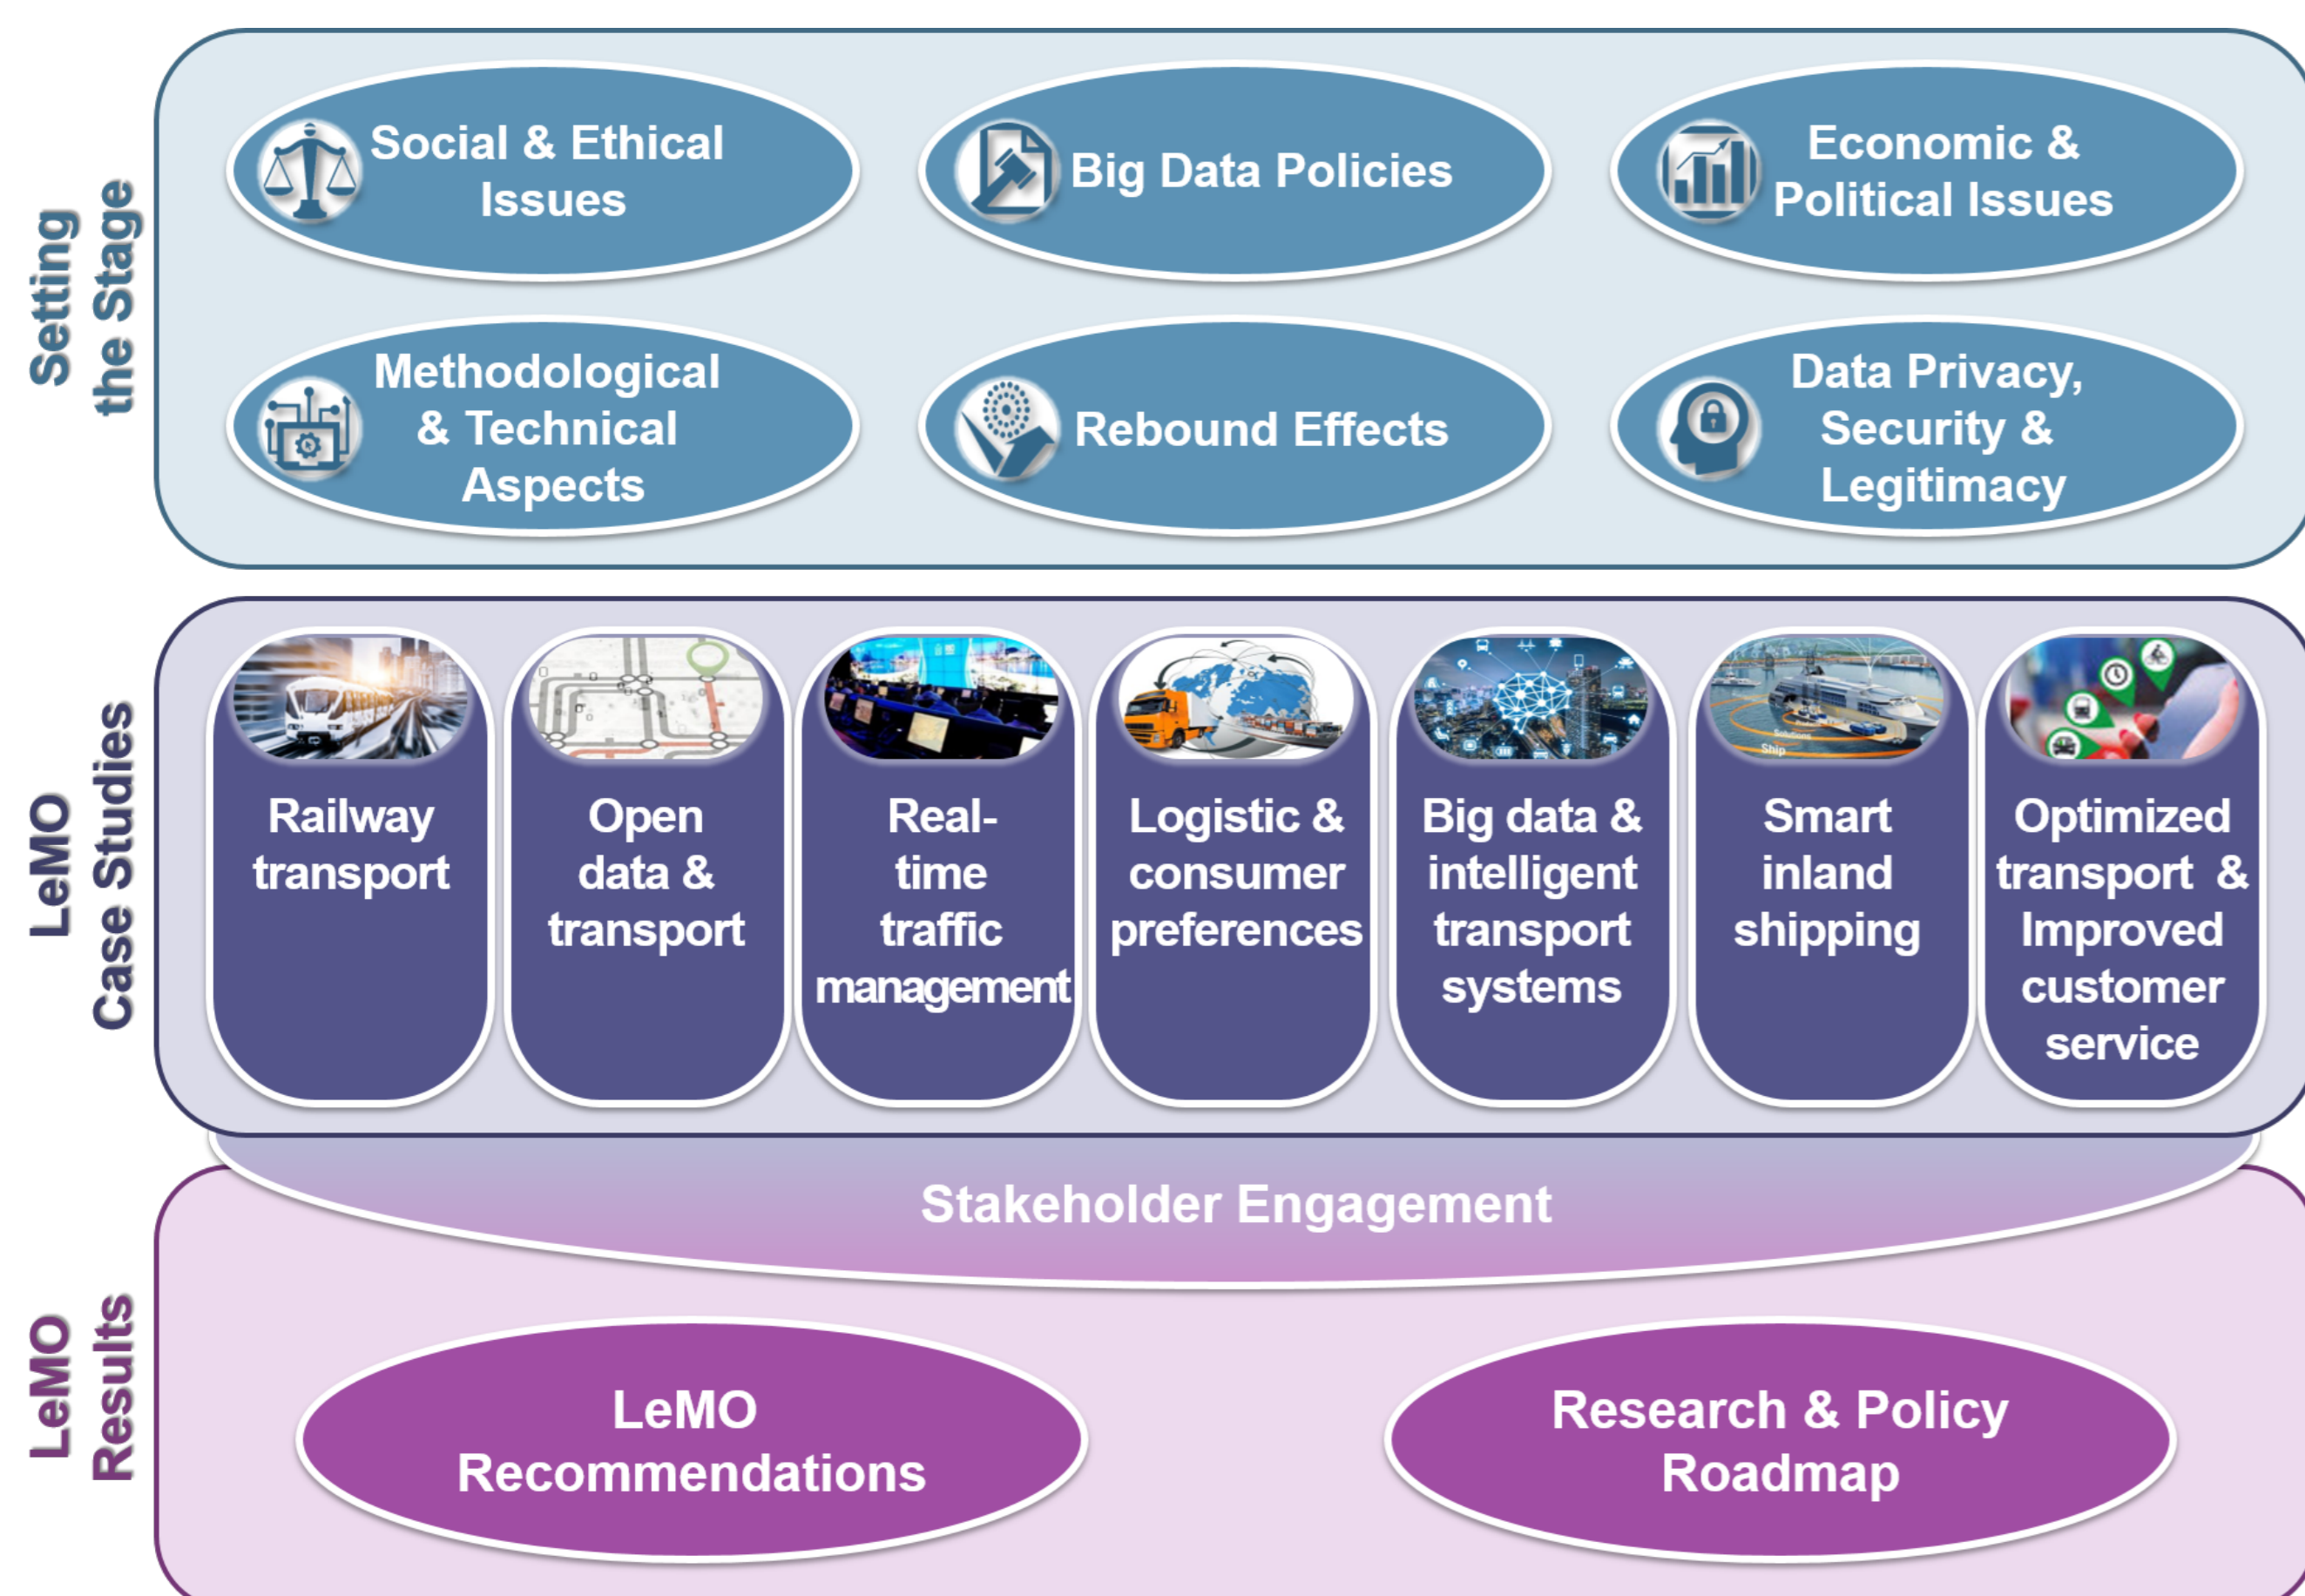 Setting
the Stage
Social & Ethical
Issues
Big Data Policies
Economic &
Political Issues
Methodological
& Technical
Aspects
Rebound Effects
Data Privacy,
Security &
Legitimacy
LeMO
Case Studies
Railway
transport
Open
data &
transport
Real-
time
traffic
management
Logistic &
consumer
preferences
Big data &
intelligent
transport
systems
Ship
Smart
inland
shipping
Optimized
transport &
Improved
customer
service
Stakeholder Engagement
LeMO
Results
LeMO
Recommendations
Research & Policy
Roadmap